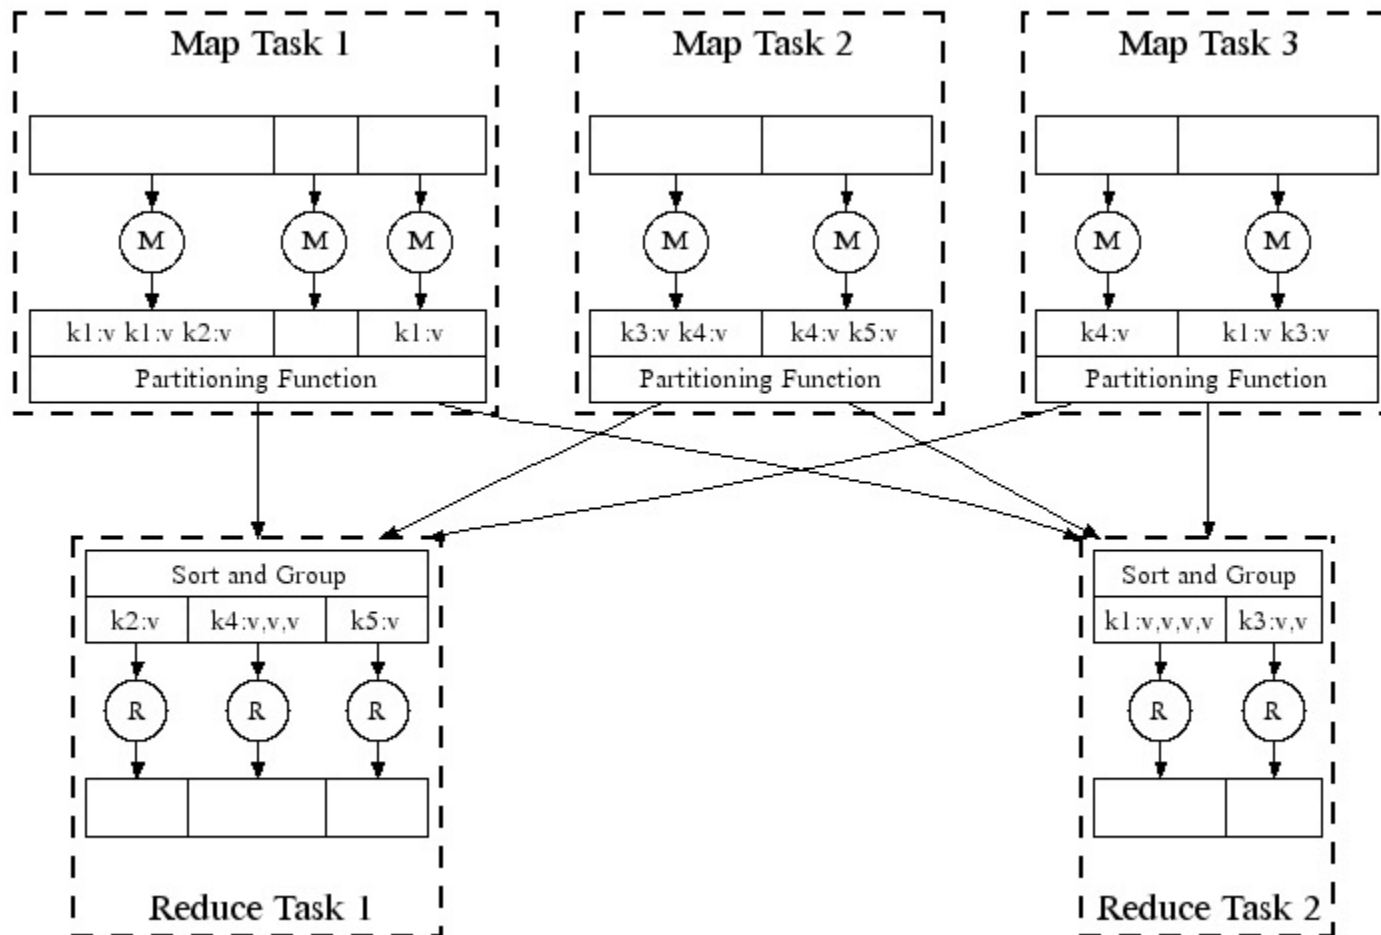 Map Task 1
Map Task 2
Map Task 3
M
M
M
M
M
M
M
k1:v k1:v k2:v
k1:v
k3:v k4:v
k4:v k5:v
k4:v
k1:v k3:v
Partitioning Function
Partitioning Function
Partitioning Function
Sort and Group
Sort and Group
k2:v
k4:v,v,v
k5:v
k1:v,v,v,v
k3:v,v
R
R
R
R
R
Reduce Task 1
Reduce Task 2